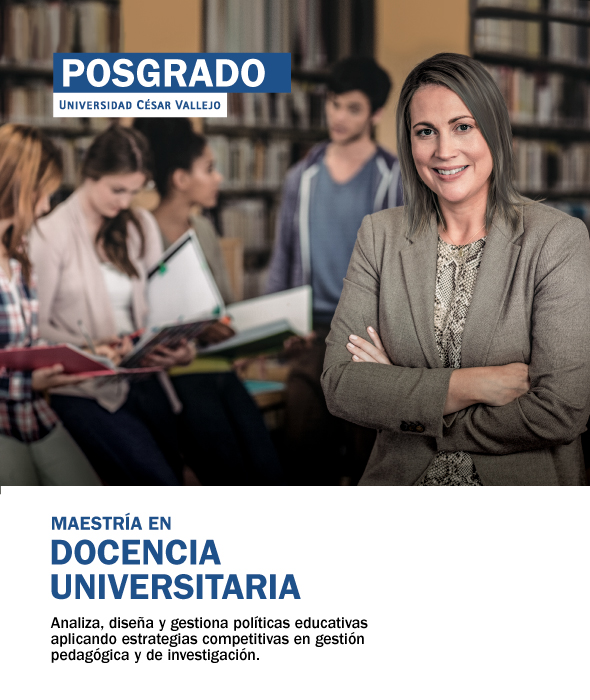 POSGRADO
UNIVERSIDAD CÉSAR VALLEJO
MAESTRÍA EN
DOCENCIA
UNIVERSITARIA
Analiza, diseña y gestiona políticas educativas
aplicando estrategias competitivas en gestión
pedagógica y de investigación.